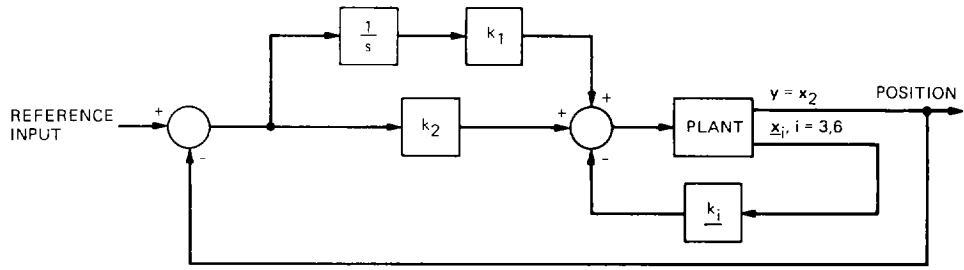 1
s
k1
+
+
REFERENCE
INPUT
+
-
k2
+
-
PLANT
y = x2
xi, i = 3,6
POSITION
ki